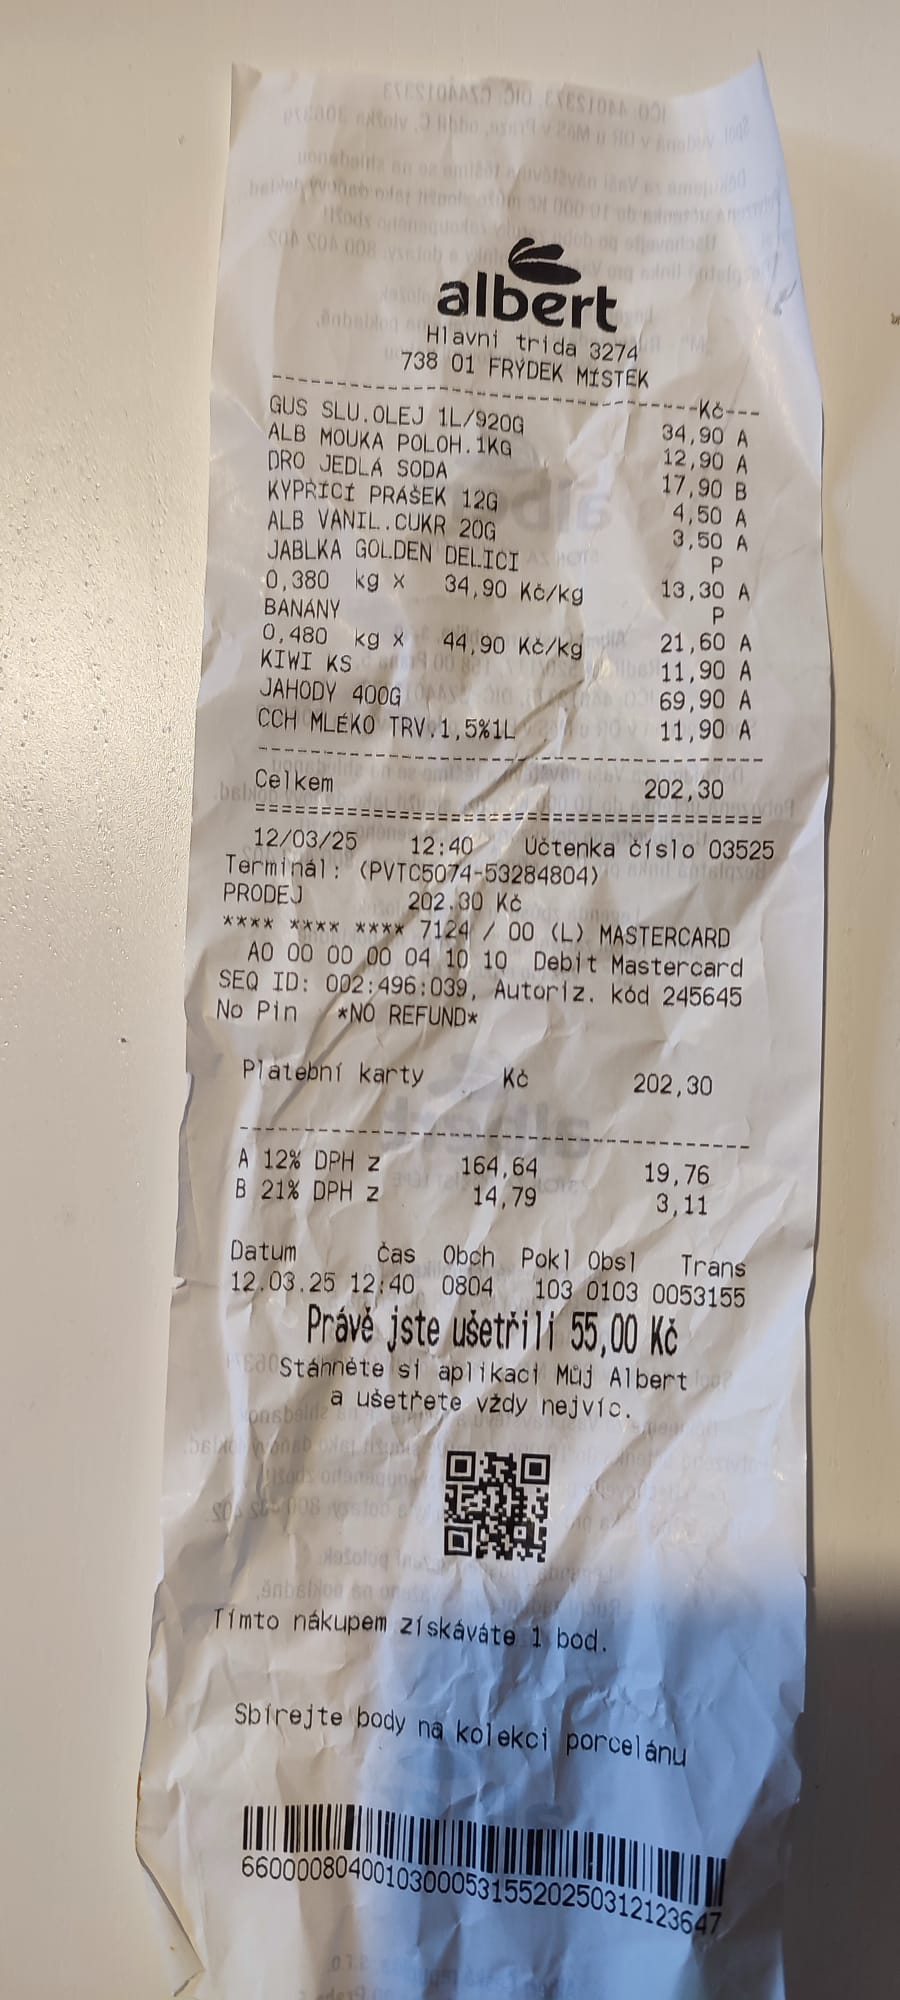 albert
Hlavní trída 3274
738 01 FRÝDEK MÍSTEK
Kč
GUS SLU.OLEJ 1L/920G 34,90 A
ALB MOUKA POLOH.1KG 12,90 A
DRO JEDLÁ SODA 17,90 B
KYPŘÍCÍ PRÁŠEK 12G 4,50 A
ALB VANIL.CUKR 20G 3,50 A
JABLKA GOLDEN DELICI P
0,380 kg x 34,90 Kč/kg 13,30 A
BANÁNY P
0,480 kg x 44,90 Kč/kg 21,60 A
KIWI KS 11,90 A
JAHODY 400G 69,90 A
CCH MLÉKO TRV.1,5%1L 11,90 A
Celkem 202,30
12/03/25 12:40 Účtenka číslo 03525
Terminál: (PVTC5074-53284804)
PRODEJ 202.30 Kč
**** **** **** 7124 / 00 (L) MASTERCARD
A0 00 00 00 04 10 10 Debit Mastercard
SEQ ID: 002:496:039, Autoriz. kód 245645
No Pin *NO REFUND*
Platební karty Kč 202,30
A 12% DPH z 164,64 19,76
B 21% DPH z 14,79 3,11
Datum Čas Obch Pokl Obsl Trans
12.03.25 12:40 0804 103 0103 0053155
Právě jste ušetřili 55,00 Kč
Stáhněte si aplikaci Můj Albert
a ušetřete vždy nejvíc.
Tímto nákupem získáváte 1 bod.
Sbírejte body na kolekci porcelánu
660000804001030005315520250312123647